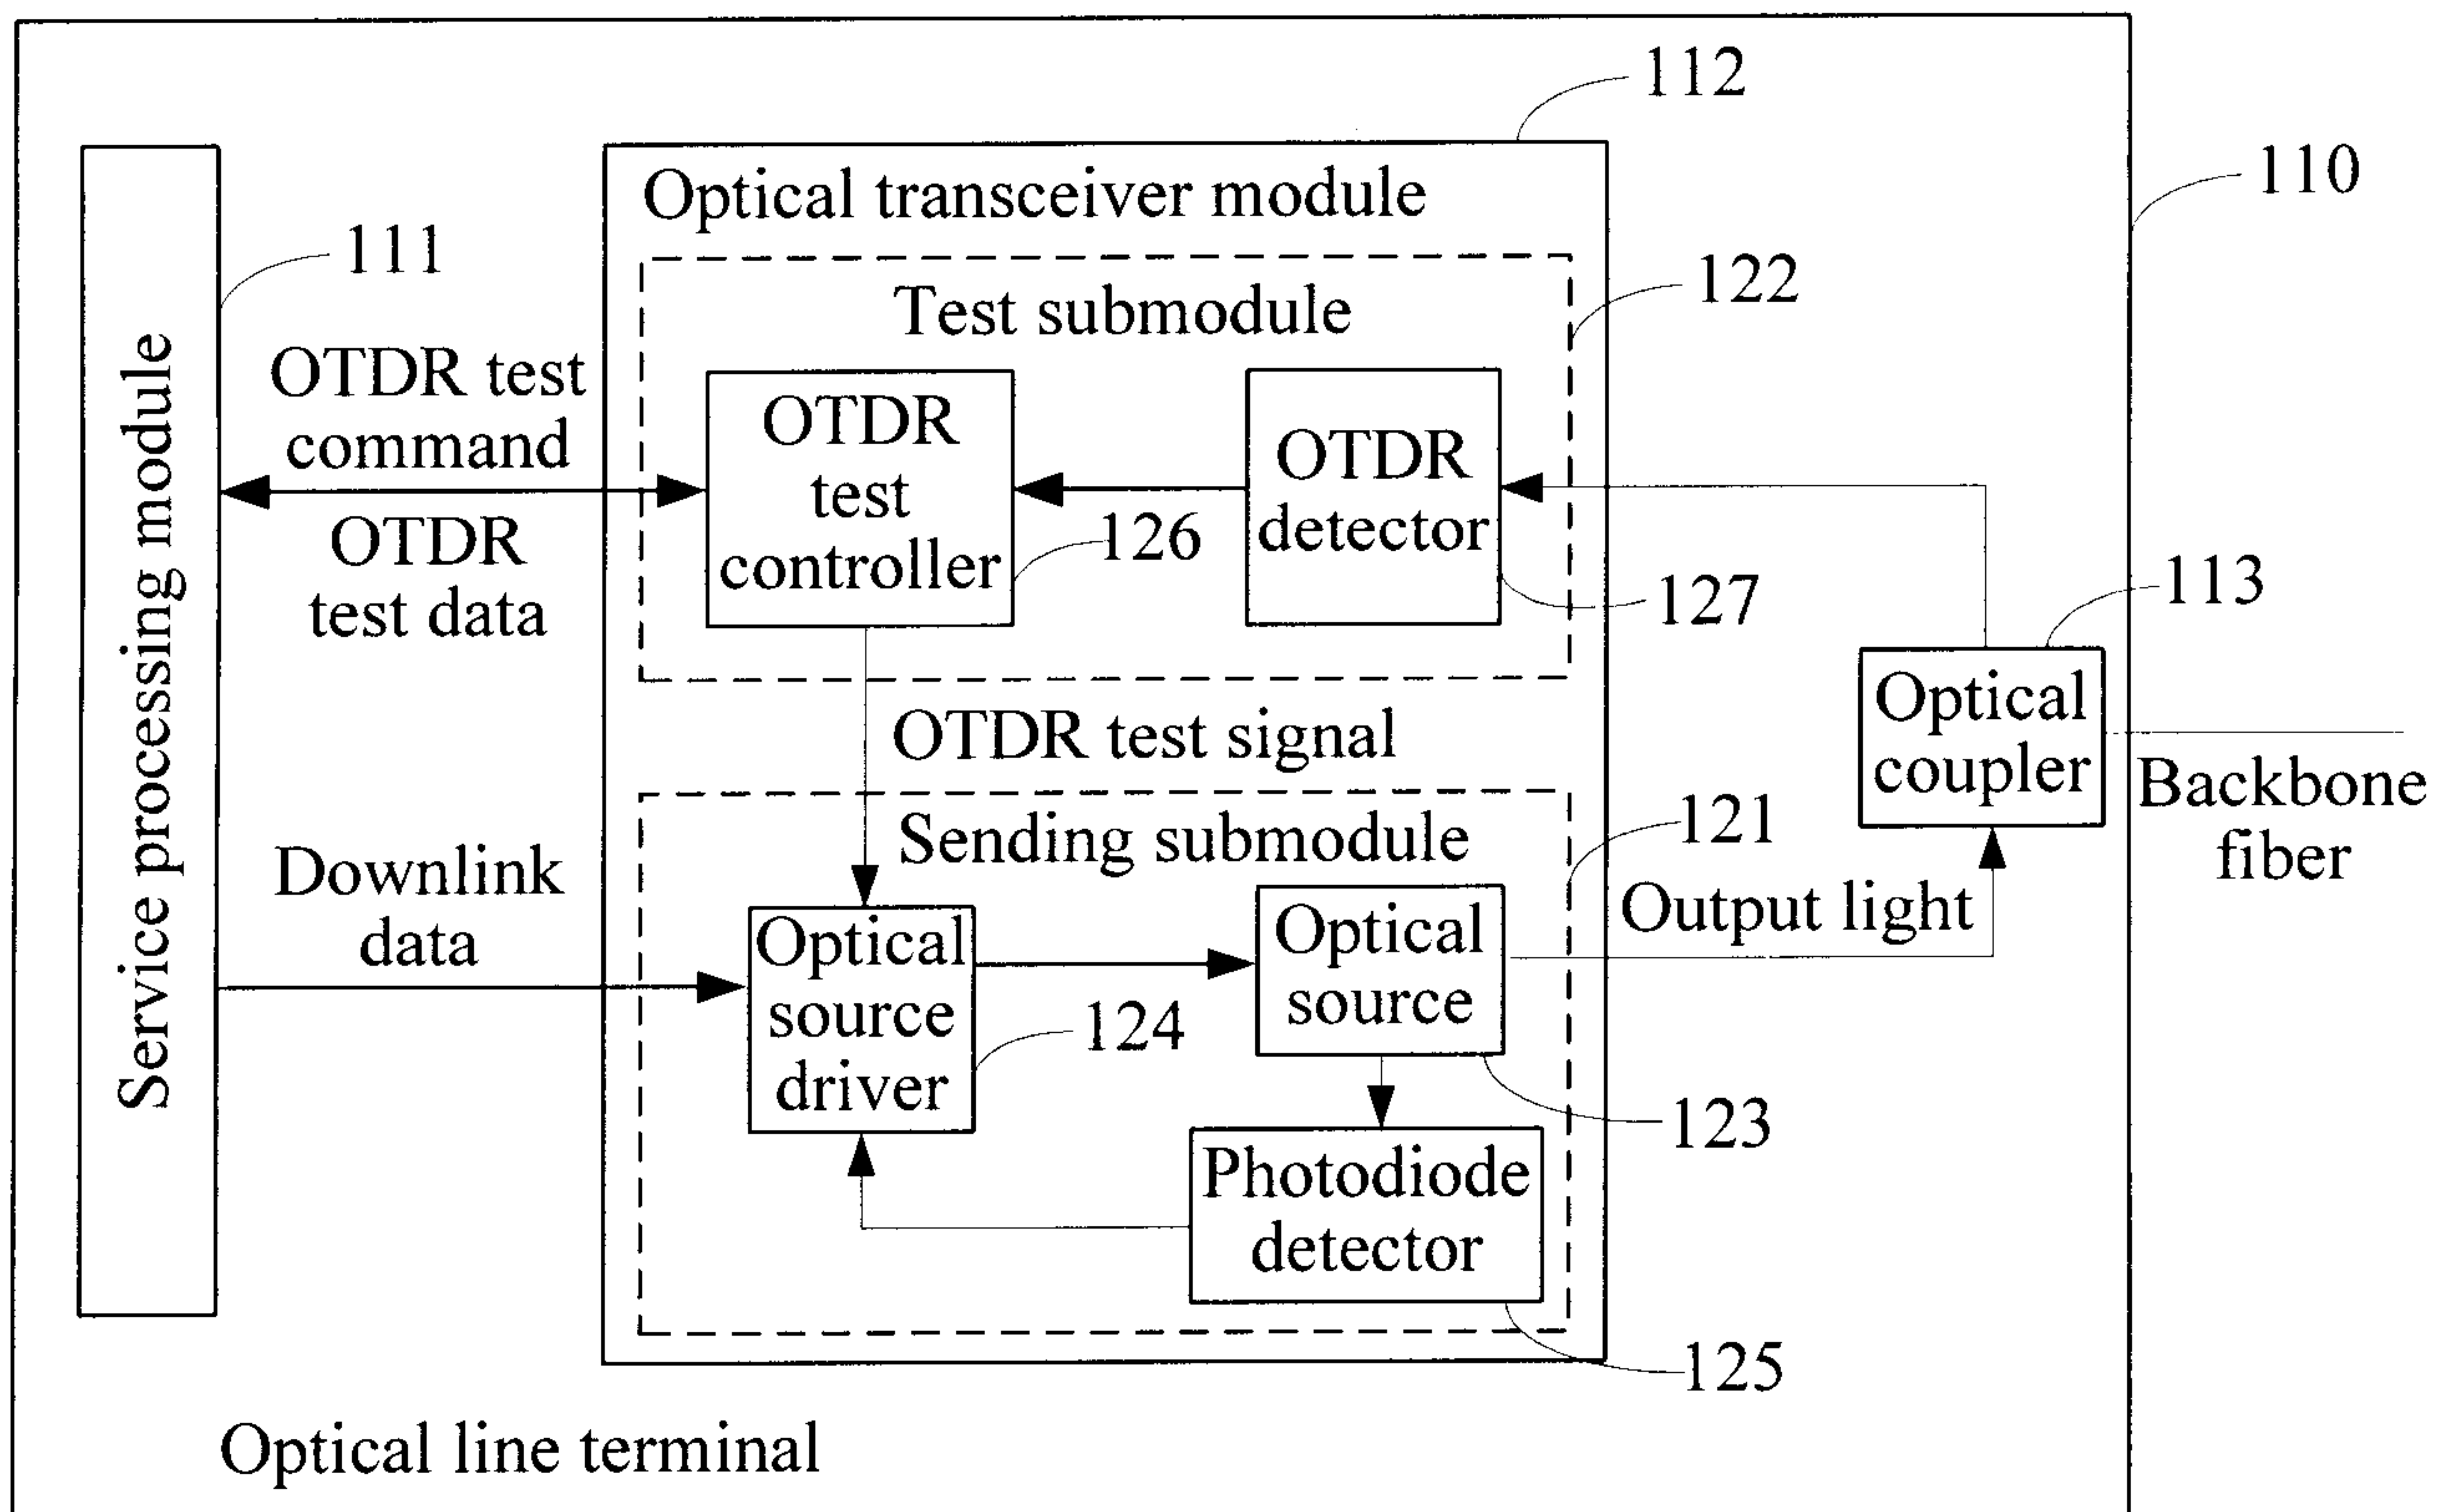 112
Optical transceiver module
110
111
122
Test submodule
OTDR test
command
OTDR
test data
Service processing module
OTDR
test
controller
126
OTDR
detector
127
113
OTDR test signal
Optical
coupler
Backbone
fiber
121
Sending submodule
Downlink
data
Optical
source
driver
124
Optical
source
Output light
123
Photodiode
detector
125
Optical line terminal